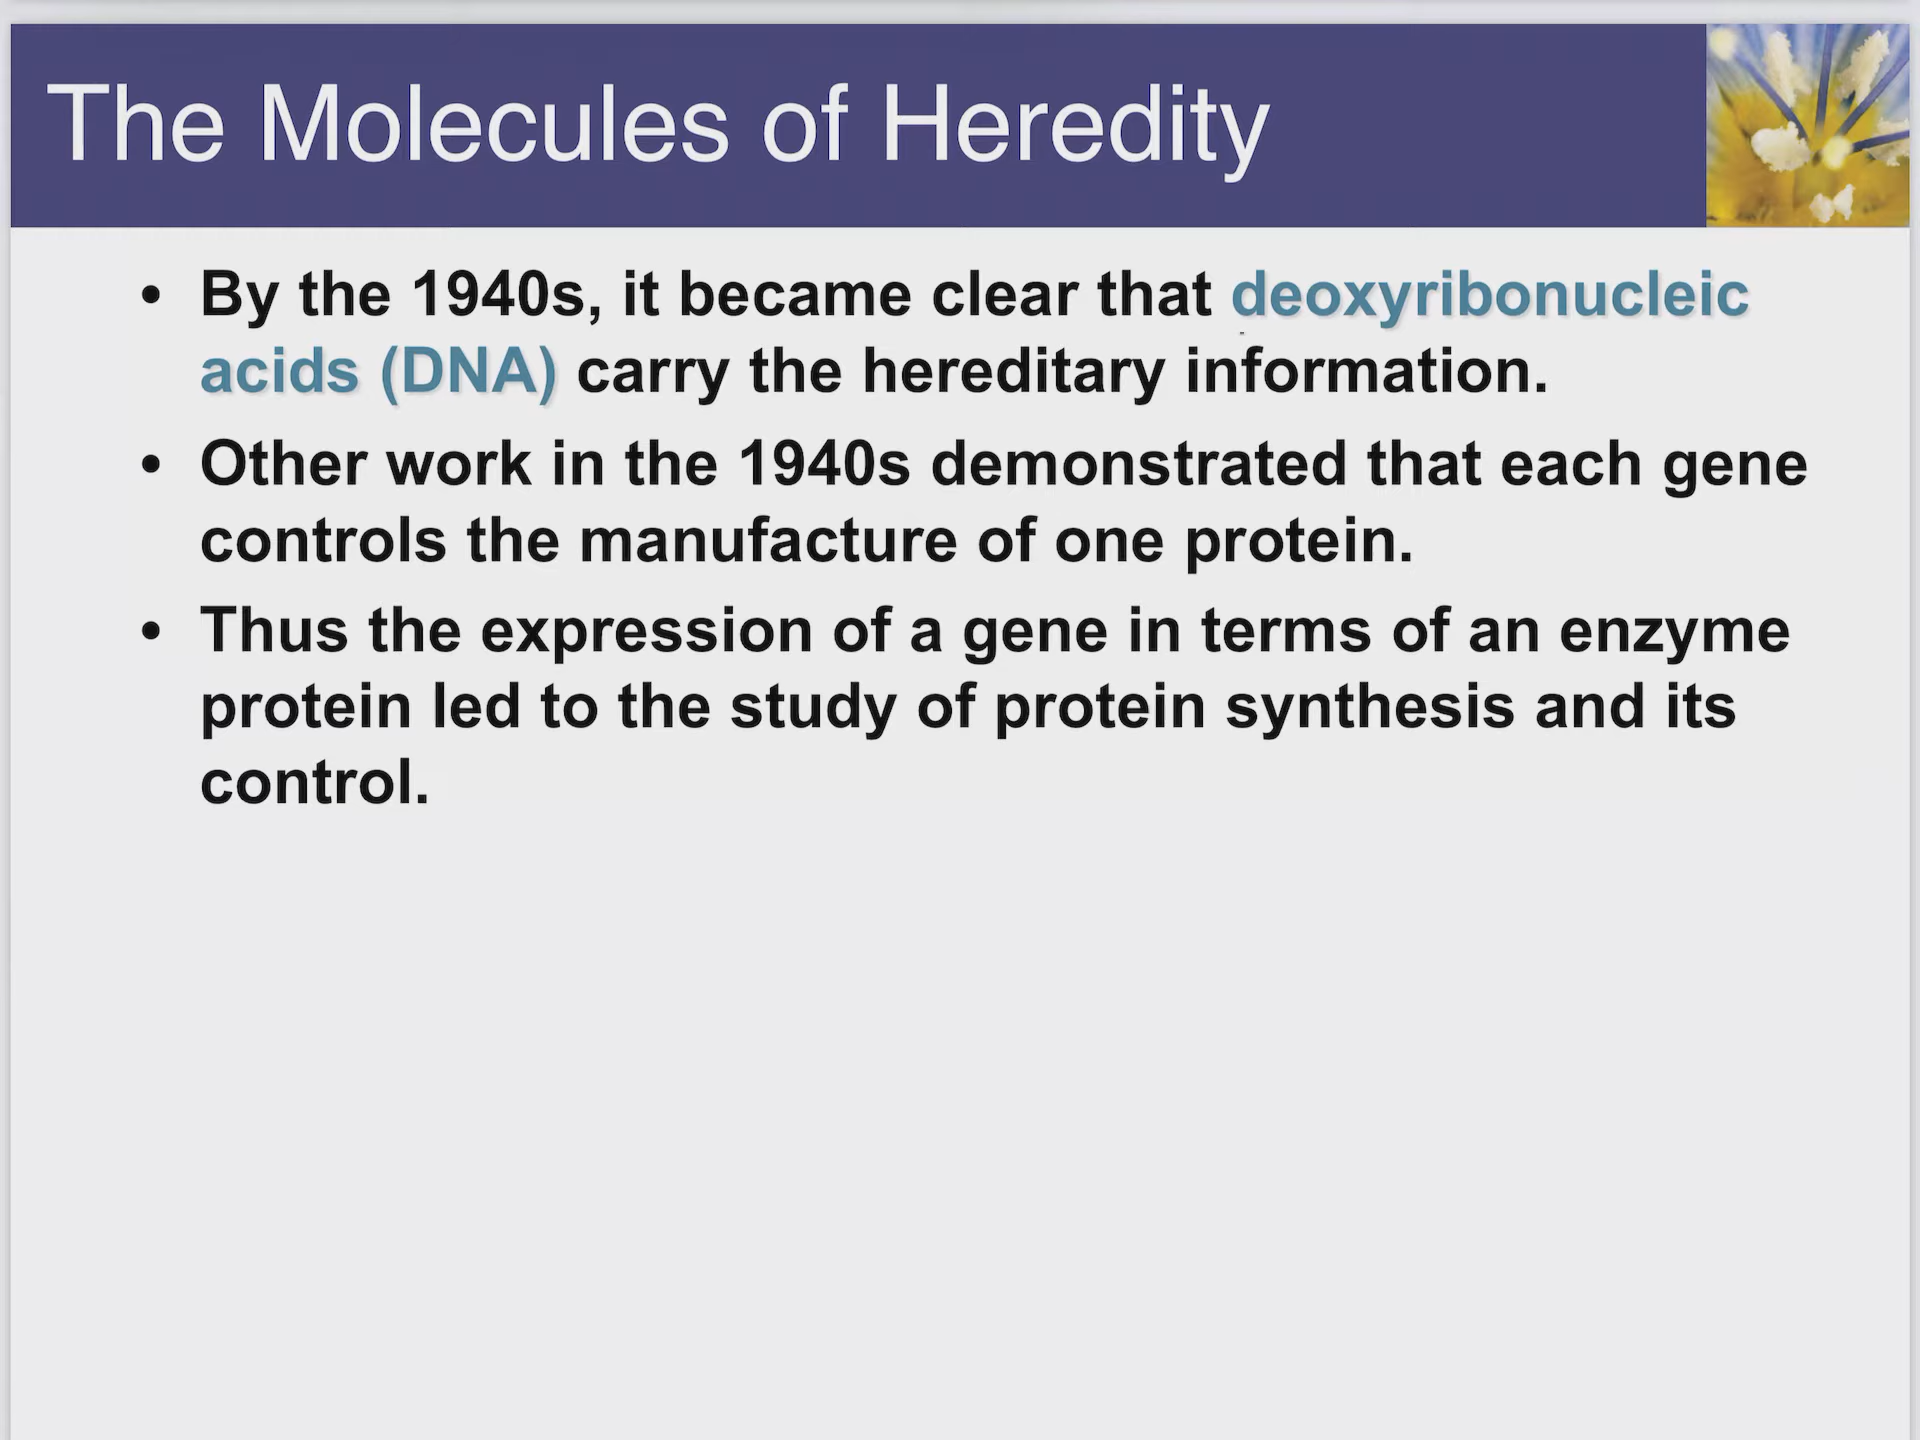 The Molecules of Heredity
• By the 1940s, it became clear that deoxyribonucleic
acids (DNA) carry the hereditary information.
• Other work in the 1940s demonstrated that each gene
controls the manufacture of one protein.
• Thus the expression of a gene in terms of an enzyme
protein led to the study of protein synthesis and its
control.